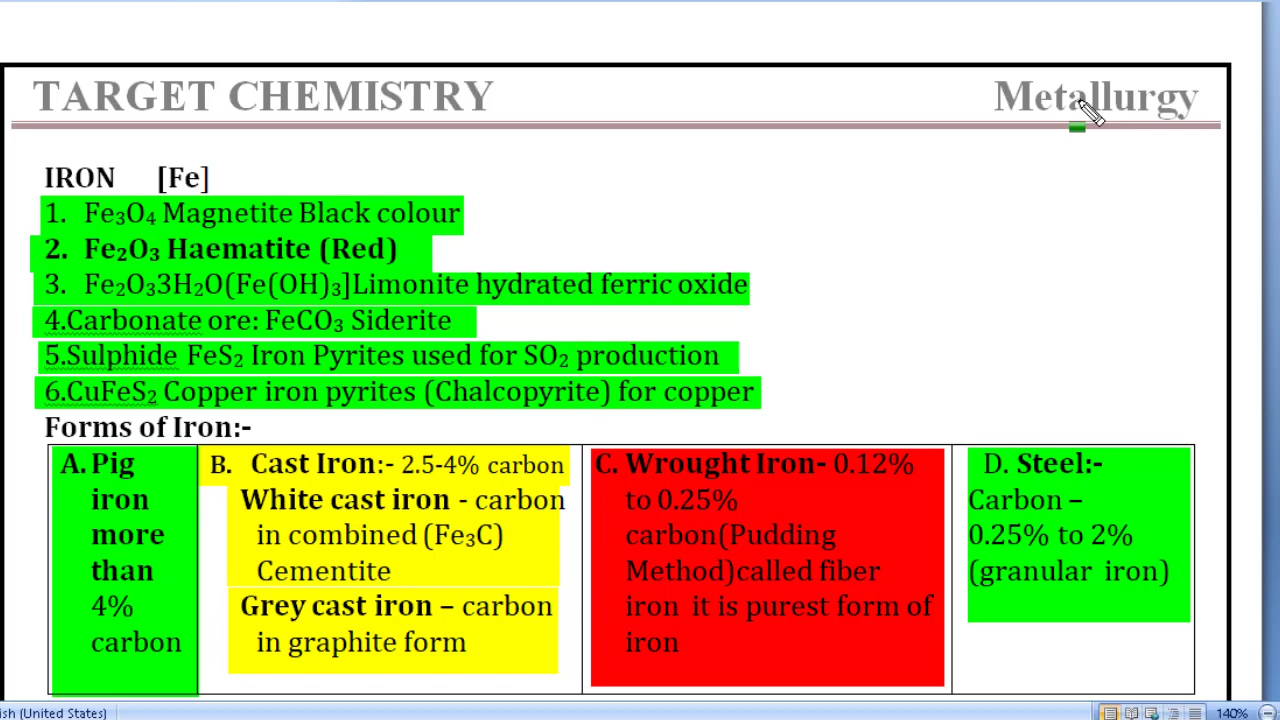 TARGET CHEMISTRY Metallurgy
IRON [Fe]
1. Fe₃O₄ Magnetite Black colour
2. Fe₂O₃ Haematite (Red)
3. Fe₂O₃3H₂O(Fe(OH)₃]Limonite hydrated ferric oxide
4.Carbonate ore: FeCO₃ Siderite
5.Sulphide FeS₂ Iron Pyrites used for SO₂ production
6.CuFeS₂ Copper iron pyrites (Chalcopyrite) for copper
Forms of Iron:-
A. Pig
iron
more
than
4%
carbon
B. Cast Iron:- 2.5-4% carbon
White cast iron - carbon
in combined (Fe₃C)
Cementite
Grey cast iron – carbon
in graphite form
C. Wrought Iron- 0.12%
to 0.25%
carbon(Pudding
Method)called fiber
iron it is purest form of
iron
D. Steel:-
Carbon –
0.25% to 2%
(granular iron)
ish (United States)
140%